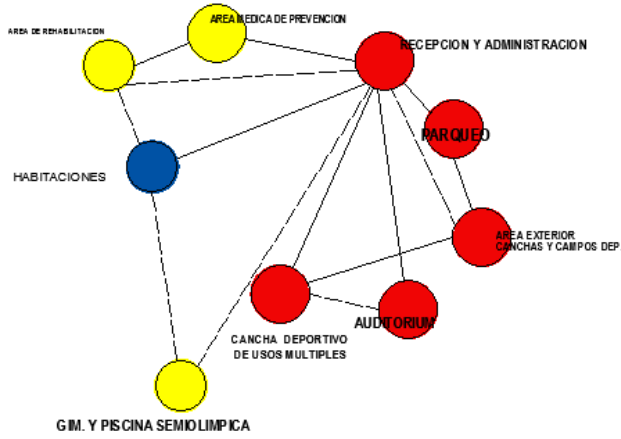 AREA MEDICA DE PREVENCION
AREA DE REHABILITACION
RECEPCION Y ADMINISTRACION
PARQUEO
HABITACIONES
AREA EXTERIOR
CANCHAS Y CAMPOS DEP
AUDITORIUM
CANCHA DEPORTIVO
DE USOS MULTIPLES
GIM. Y PISCINA SEMIOLIMPICA